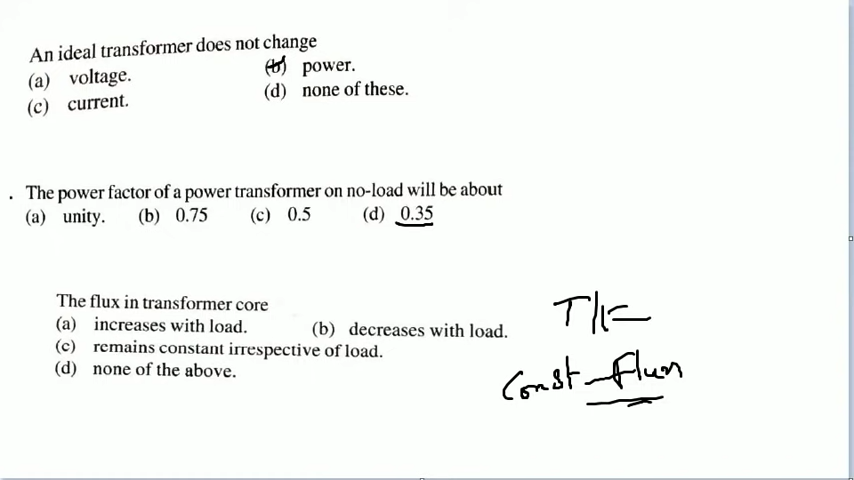 An ideal transformer does not change
(a) voltage. (b) power.
(c) current. (d) none of these.
. The power factor of a power transformer on no-load will be about
(a) unity. (b) 0.75 (c) 0.5 (d) 0.35
The flux in transformer core
(a) increases with load. (b) decreases with load.
(c) remains constant irrespective of load.
(d) none of the above.
T/F
Const Flux